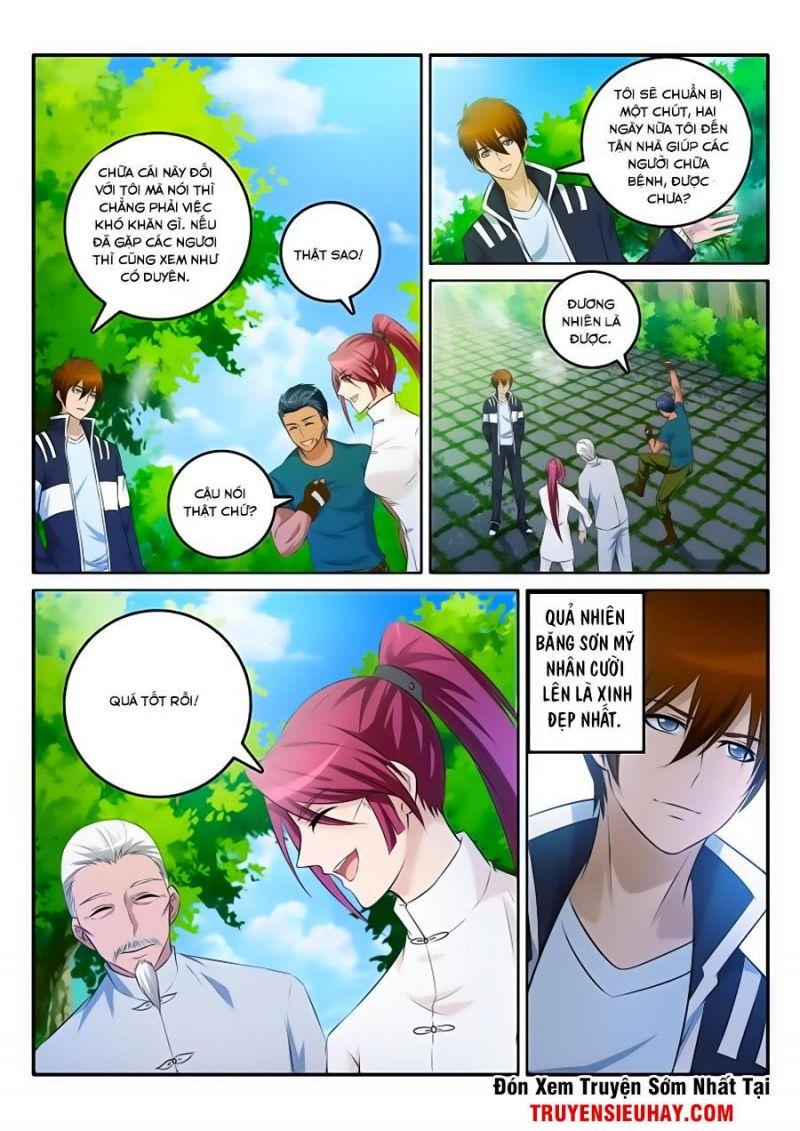 CHỮA CÁI NÀY ĐỐI
VỚI TÔI MÀ NÓI THÌ
CHẲNG PHẢI VIỆC
KHÓ KHĂN GÌ. NẾU
ĐÃ GẶP CÁC NGƯƠI
THÌ CŨNG XEM NHƯ
CÓ DUYÊN.
THẬT SAO!
CẬU NÓI
THẬT CHỨ?
TÔI SẼ CHUẨN BỊ
MỘT CHÚT, HAI
NGÀY NỮA TÔI ĐẾN
TẬN NHÀ GIÚP CÁC
NGƯỜI CHỮA
BỆNH, ĐƯỢC
CHƯA?
ĐƯƠNG
NHIÊN LÀ
ĐƯỢC.
QUÁ TỐT RỒI!
QUẢ NHIÊN
BĂNG SƠN MỸ
NHÂN CƯỜI
LÊN LÀ XINH
ĐẸP NHẤT.
Đón Xem Truyện Sớm Nhất Tại
TRUYENSIEUHAY.COM